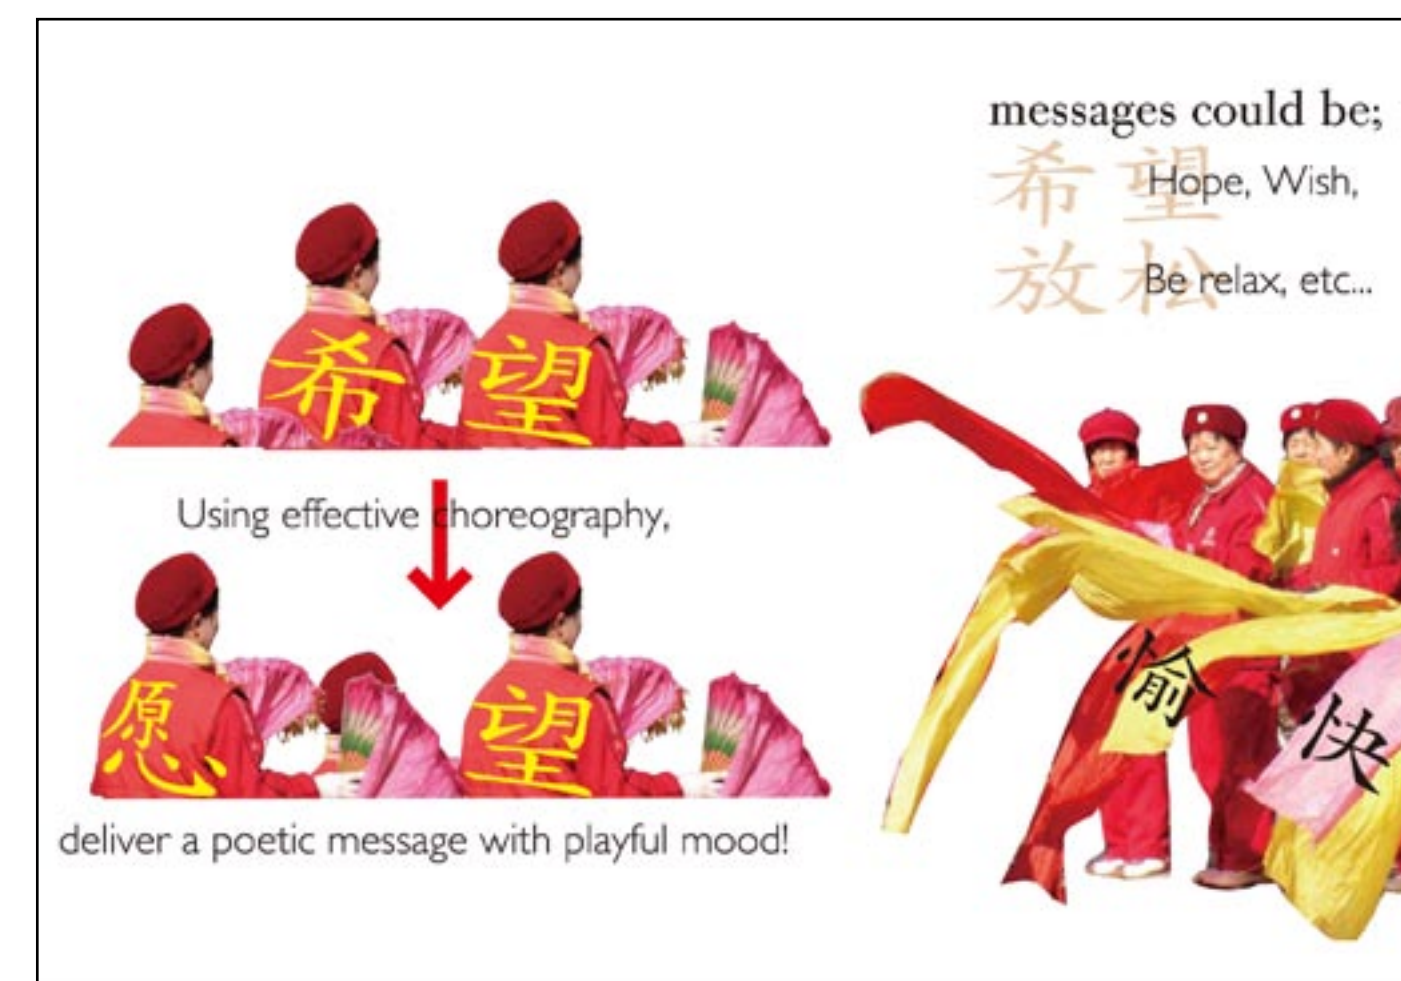 希望
Using effective choreography,
愿望
deliver a poetic message with playful mood!
messages could be;
希望 Hope, Wish,
放松 Be relax, etc...
愉快